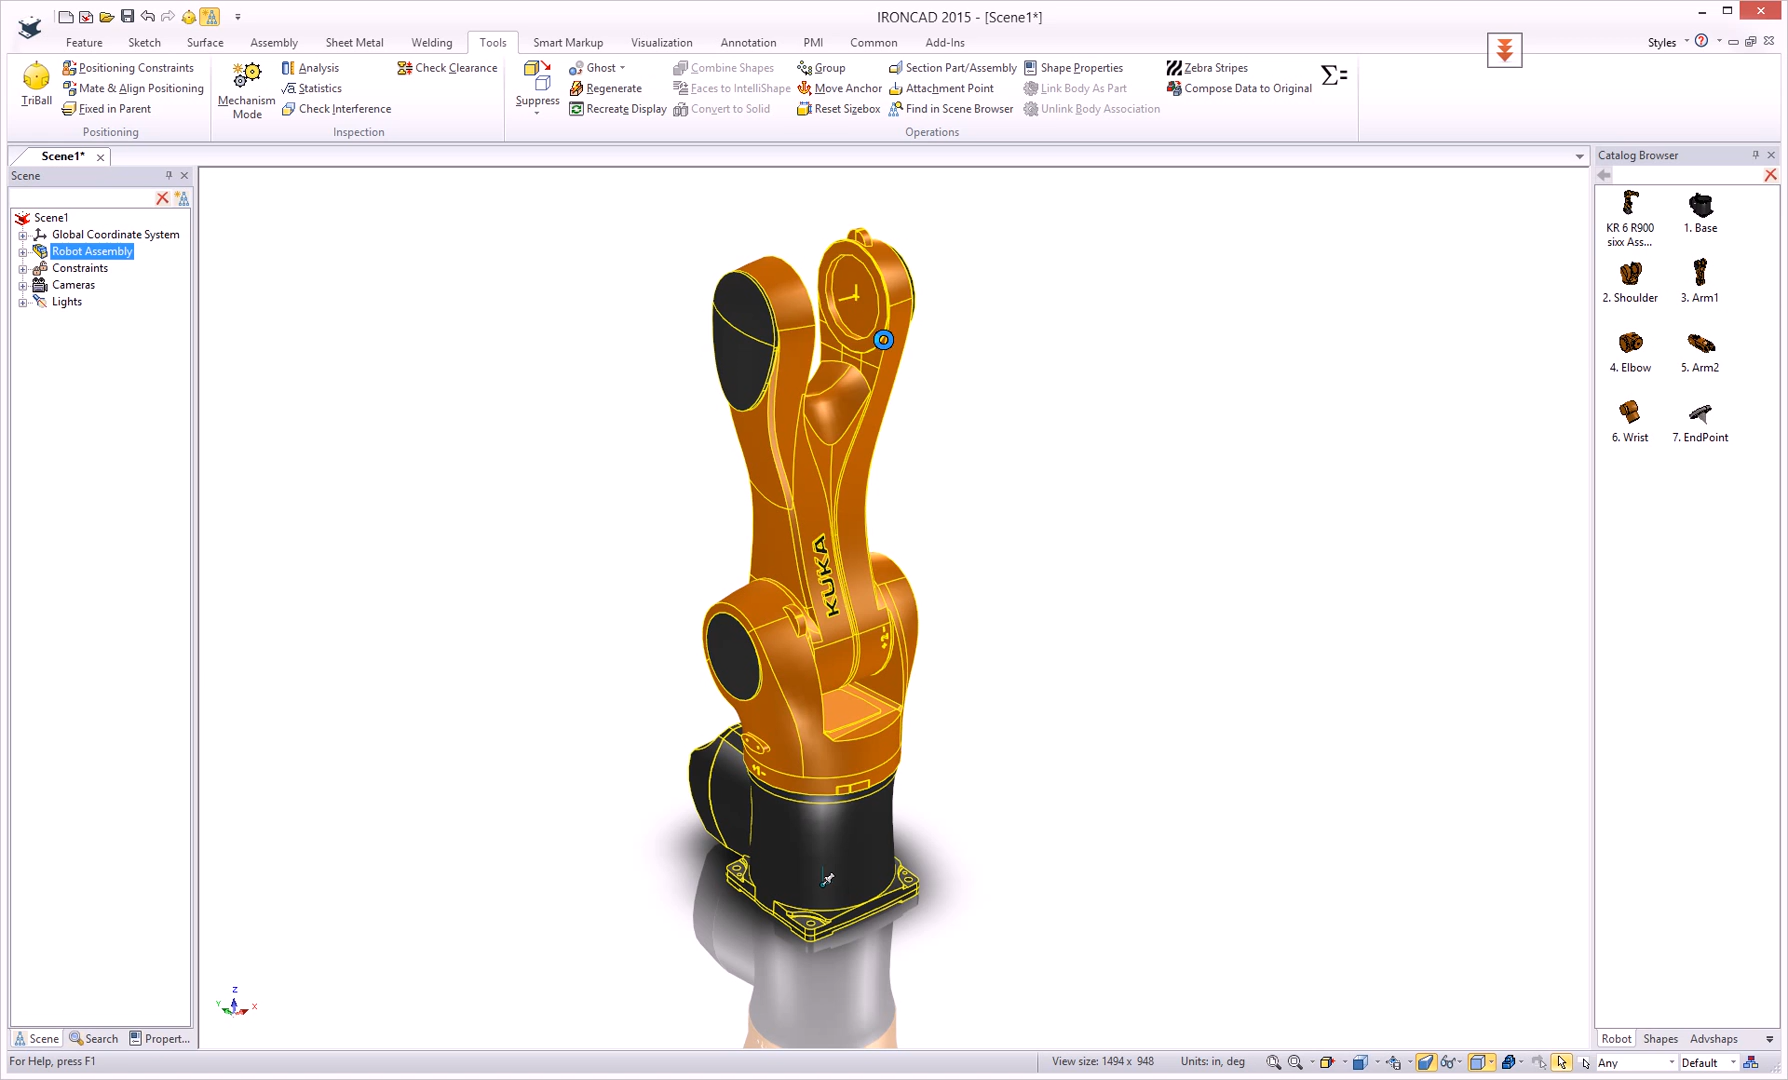 IRONCAD 2015 - [Scene1*]
Feature Sketch Surface Assembly Sheet Metal Welding Tools Smart Markup Visualization Annotation PMI Common Add-Ins Styles
TriBall
Positioning Constraints
Mate & Align Positioning
Fixed in Parent
Positioning
Mechanism Mode
Analysis
Statistics
Check Interference
Check Clearance
Inspection
Suppress
Ghost
Regenerate
Recreate Display
Combine Shapes
Faces to IntelliShape
Convert to Solid
Group
Move Anchor
Reset Sizebox
Section Part/Assembly
Attachment Point
Find in Scene Browser
Shape Properties
Link Body As Part
Unlink Body Association
Zebra Stripes
Compose Data to Original
Operations
Scene1*
Scene
Scene1
Global Coordinate System
Robot Assembly
Constraints
Cameras
Lights
KUKA
Z
Y
X
Catalog Browser
KR 6 R900 sixx Ass...
1. Base
2. Shoulder
3. Arm1
4. Elbow
5. Arm2
6. Wrist
7. EndPoint
Scene Search Propert...
Robot Shapes Advshaps
For Help, press F1
View size: 1494 x 948
Units: in, deg
Any
Default